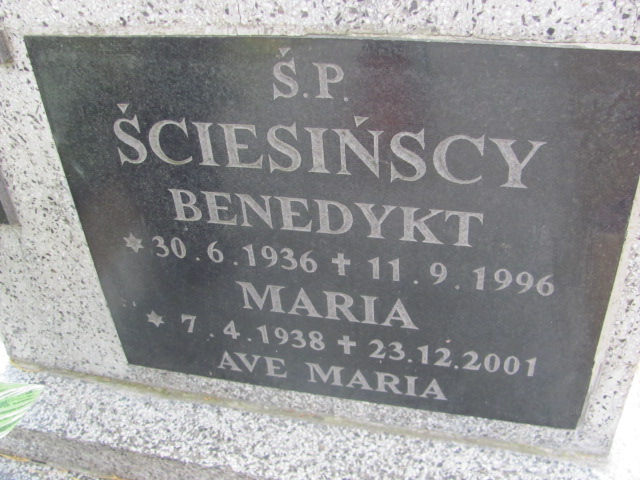 Ś.P.
ŚCIESIŃSCY
BENEDYKT
* 30.6.1936 ✝ 11.9.1996
MARIA
* 7.4.1938 ✝ 23.12.2001
AVE MARIA